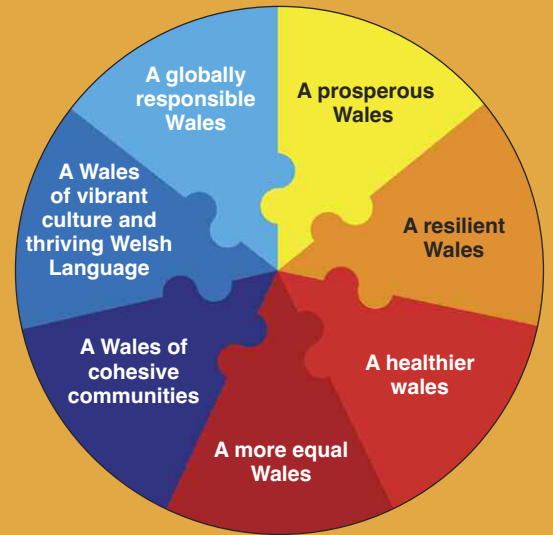 A globally
responsible
Wales
A prosperous
Wales
A resilient
Wales
A healthier
wales
A more equal
Wales
A Wales of
cohesive
communities
A Wales
of vibrant
culture and
thriving Welsh
Language